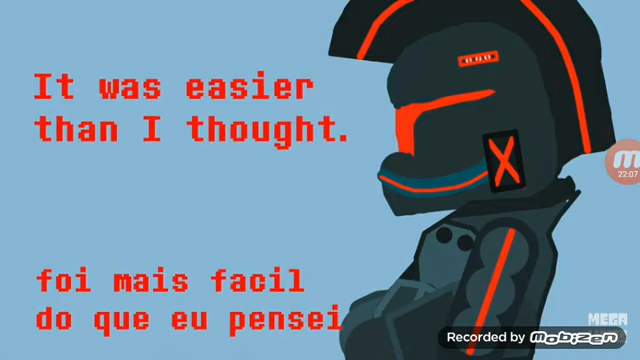 It was easier
than I thought.
foi mais facil
do que eu pensei
22:07
MEGA
Recorded by mobizen